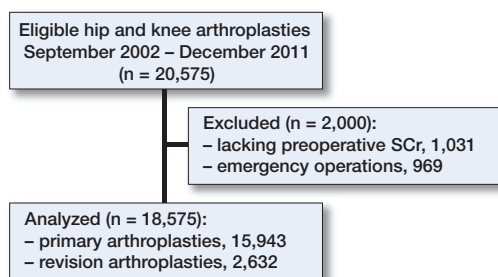 Eligible hip and knee arthroplasties
September 2002 – December 2011
(n = 20,575)
Excluded (n = 2,000):
– lacking preoperative SCr, 1,031
– emergency operations, 969
Analyzed (n = 18,575):
– primary arthroplasties, 15,943
– revision arthroplasties, 2,632